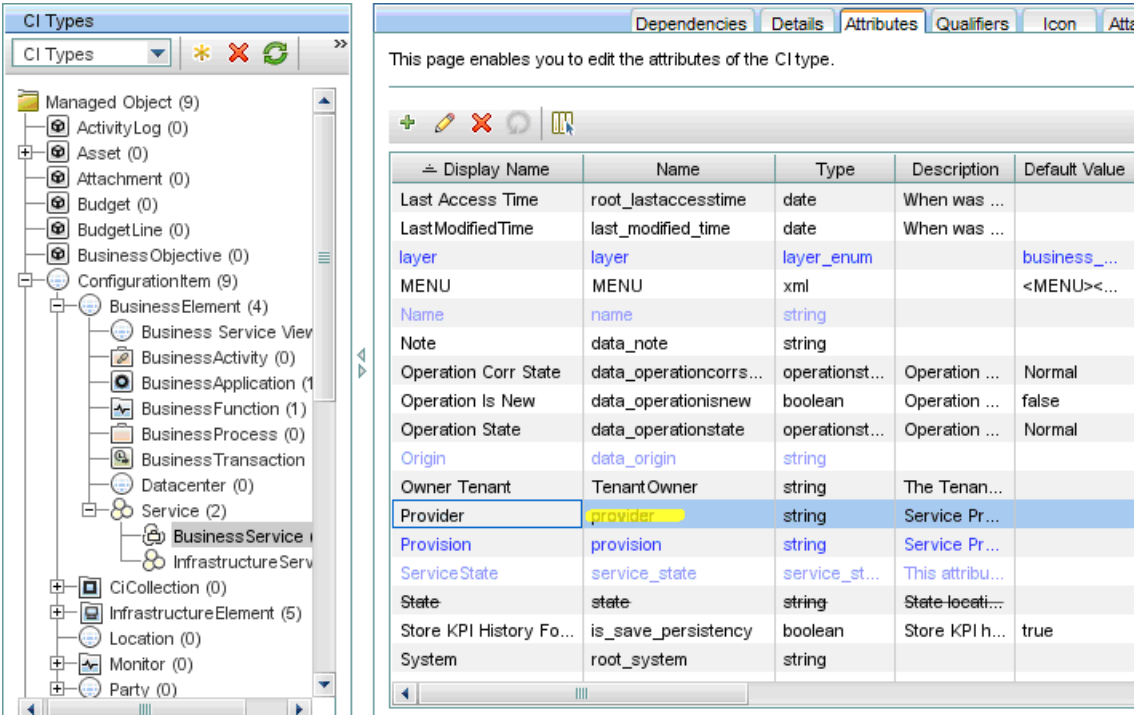 CI Types
CI Types
»
Managed Object (9)
ActivityLog (0)
Asset (0)
Attachment (0)
Budget (0)
BudgetLine (0)
BusinessObjective (0)
ConfigurationItem (9)
BusinessElement (4)
Business Service View
BusinessActivity (0)
BusinessApplication (1
BusinessFunction (1)
BusinessProcess (0)
BusinessTransaction
Datacenter (0)
Service (2)
BusinessService (
InfrastructureServ
CiCollection (0)
InfrastructureElement (5)
Location (0)
Monitor (0)
Party (0)
Dependencies Details Attributes Qualifiers Icon Atta
This page enables you to edit the attributes of the CI type.
Display Name Name Type Description Default Value
Last Access Time root_lastaccesstime date When was ...
LastModifiedTime last_modified_time date When was ...
layer layer layer_enum business_...
MENU MENU xml <MENU><...
Name name string
Note data_note string
Operation Corr State data_operationcorrs... operationst... Operation ... Normal
Operation Is New data_operationisnew boolean Operation ... false
Operation State data_operationstate operationst... Operation ... Normal
Origin data_origin string
Owner Tenant TenantOwner string The Tenan...
Provider provider string Service Pr...
Provision provision string Service Pr...
ServiceState service_state service_st... This attribu...
State state string State locati...
Store KPI History Fo... is_save_persistency boolean Store KPI h... true
System root_system string